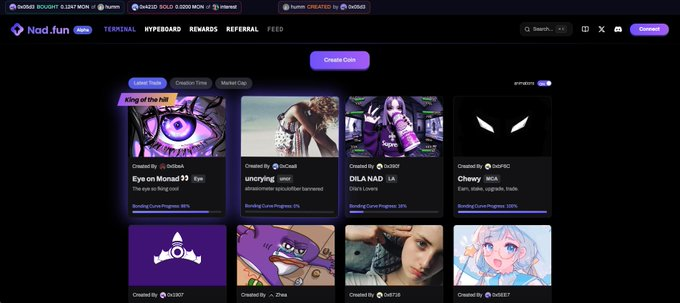 0x05d3 BOUGHT 0.1247 MON of humm
0x421D SOLD 0.0200 MON of interest
humm CREATED by 0x05d3
Nad.fun Alpha
TERMINAL HYPEBOARD REWARDS REFERRAL FEED
Search...
Connect
Create Coin
Latest Trade Creation Time Market Cap
animations
King of the hill
Created By 0x5beA
Eye on Monad 👀 Eye
The eye so fking cool
Bonding Curve Progress: 86%
Created By 0xCea8
uncrying uncr
abrasiometer spiculofiber bannered
Bonding Curve Progress: 0%
Supre
Created By 0x390f
DILA NAD LA
Dila's Lovers
Bonding Curve Progress: 16%
Created By 0xbF6C
Chewy MCA
Earn, stake, upgrade, trade.
Bonding Curve Progress: 100%
Created By 0x1907
Created By Zhea
Created By 0x8716
Created By 0x5EE7